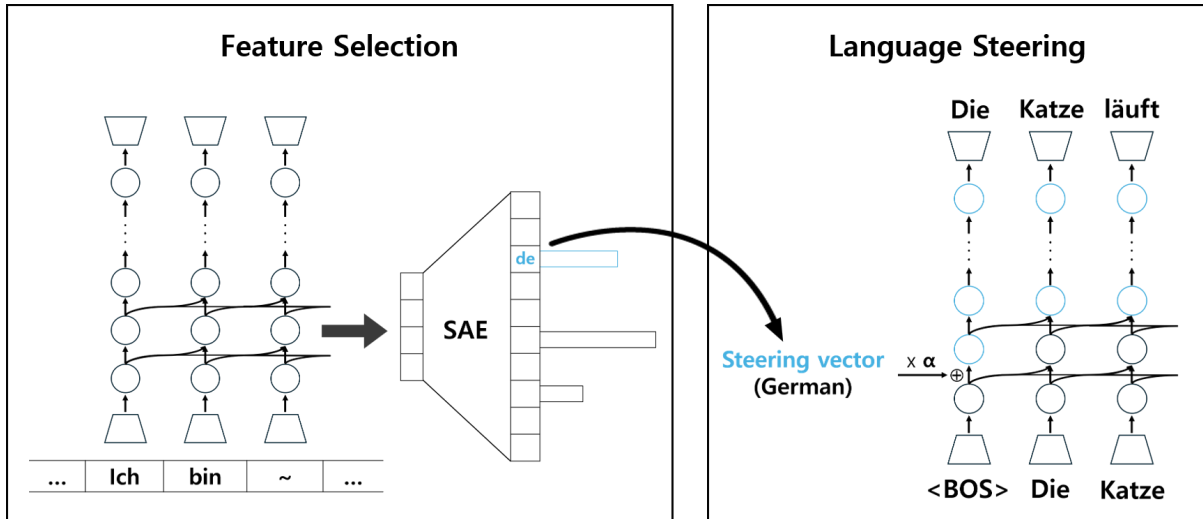 Feature Selection
de
SAE
... Ich bin ~ ...
Language Steering
Die Katze läuft
Steering vector
(German)
x α
⊕
<BOS> Die Katze